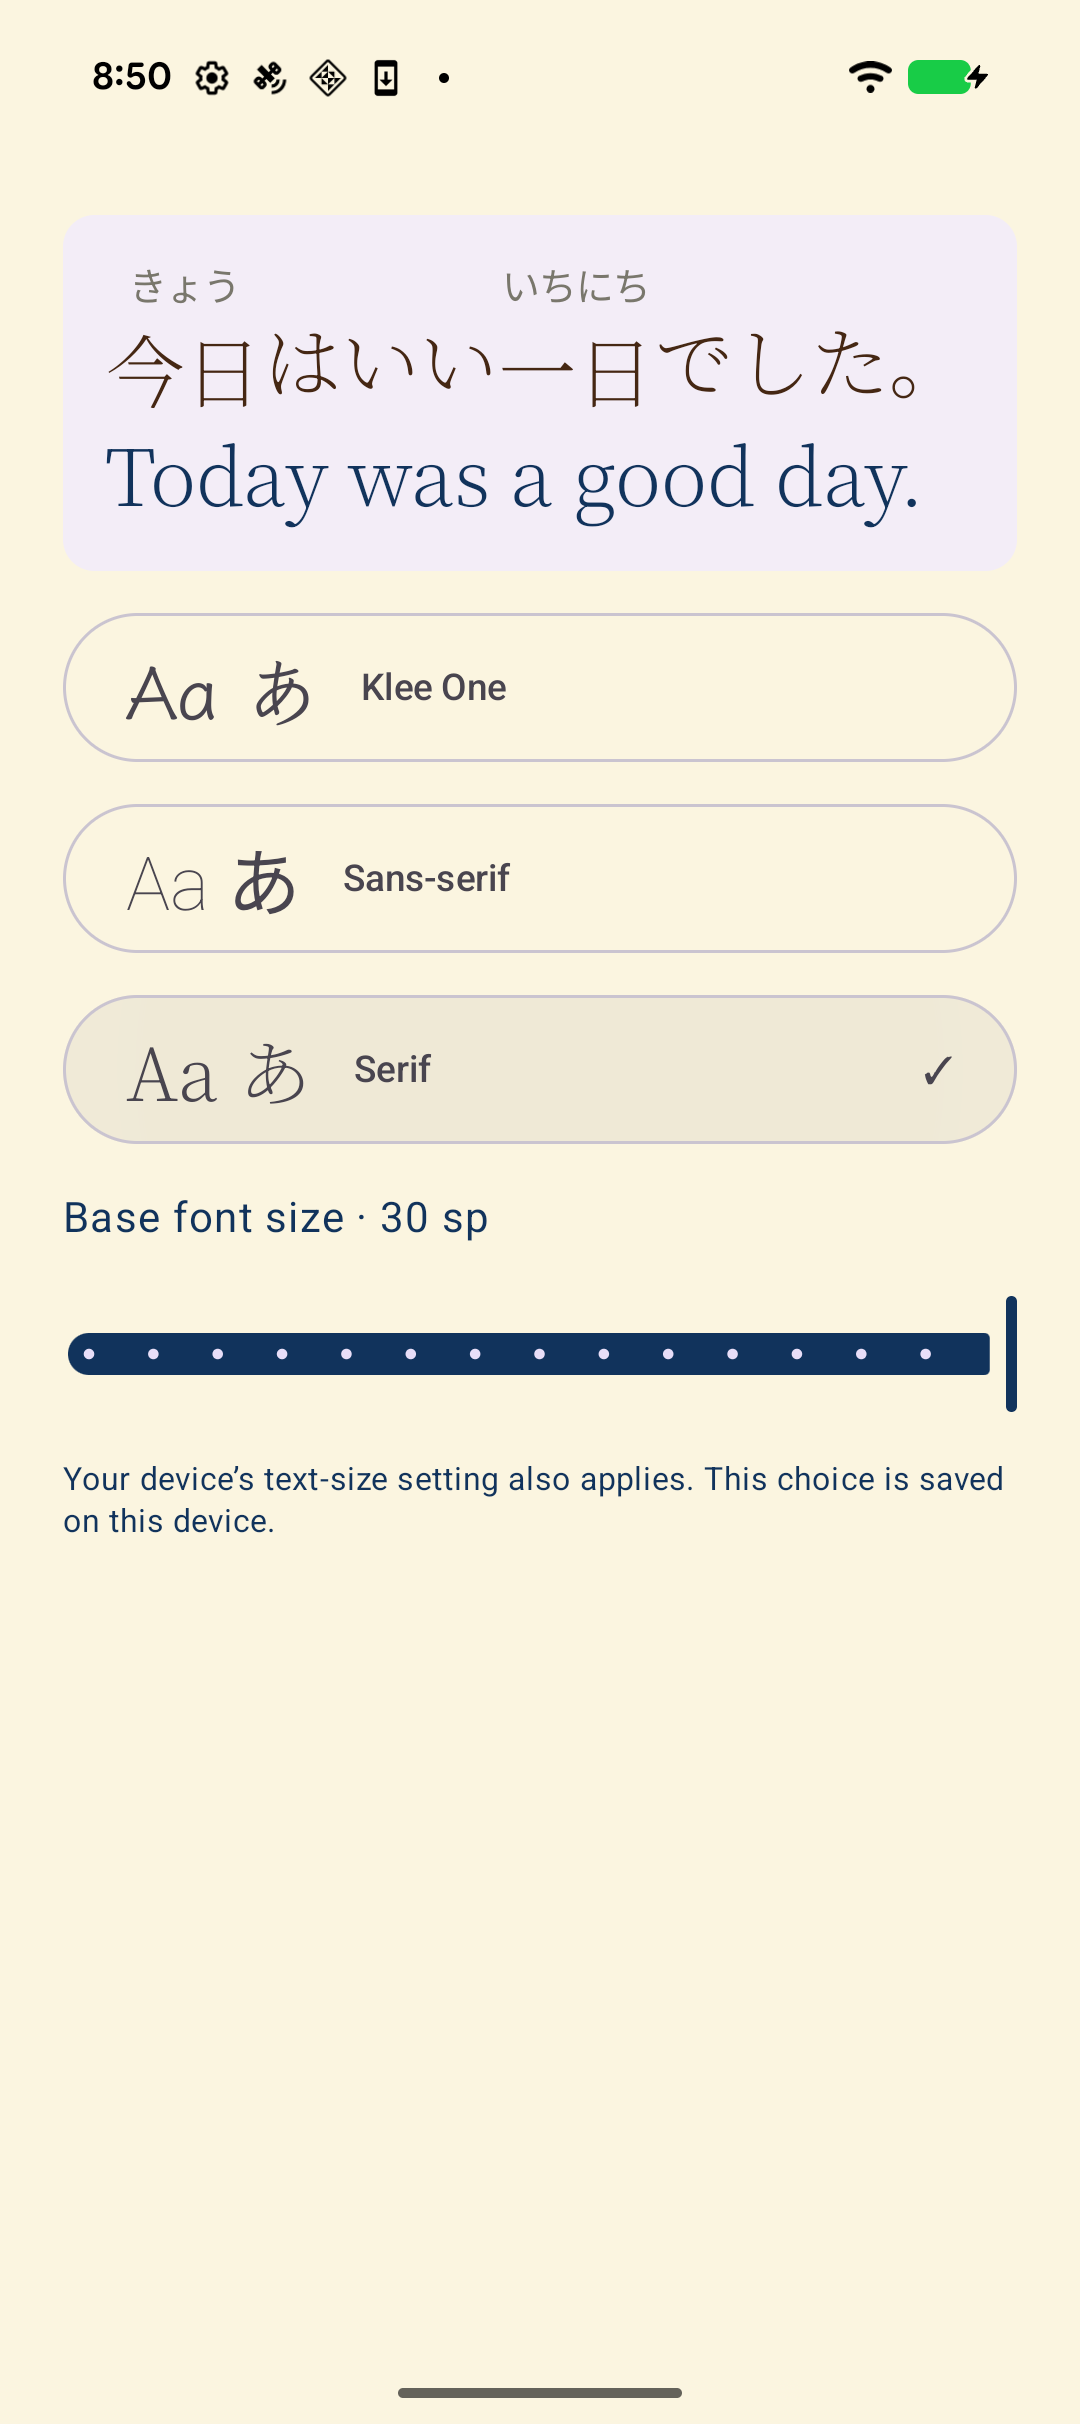 8:50
きょう いちにち
今日はいい一日でした。
Today was a good day.
Aa あ Klee One
Aa あ Sans-serif
Aa あ Serif ✓
Base font size · 30 sp
Your device’s text-size setting also applies. This choice is saved
on this device.